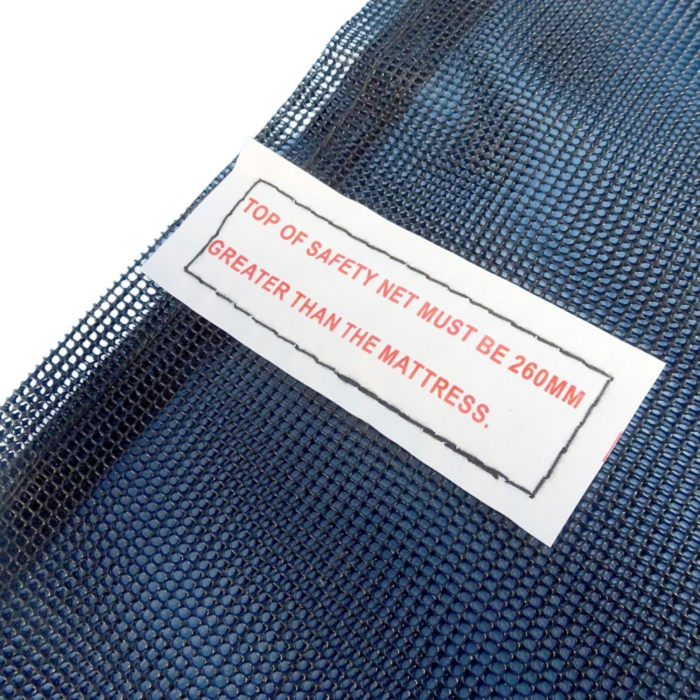 TOP OF SAFETY NET MUST BE 260MM
GREATER THAN THE MATTRESS.